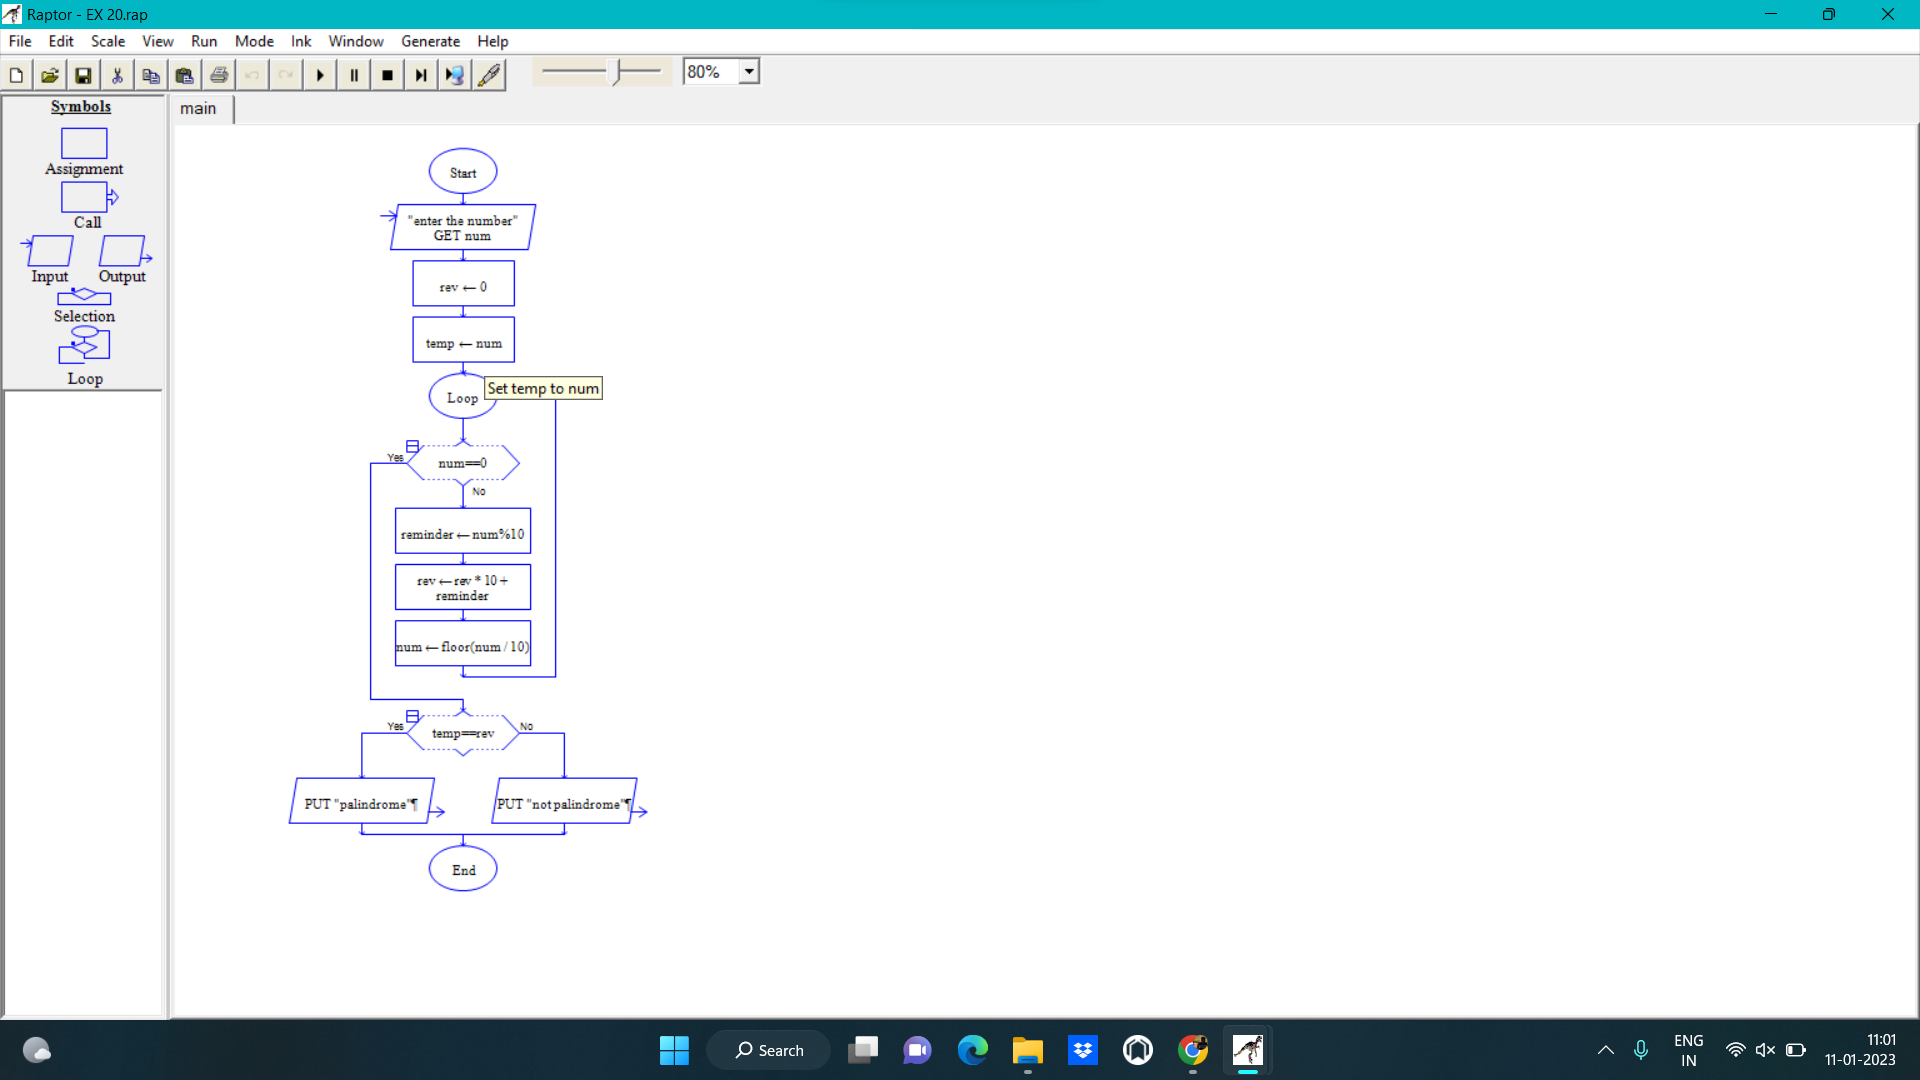 Raptor - EX 20.rap
File Edit Scale View Run Mode Ink Window Generate Help
80%
Symbols
Assignment
Call
Input Output
Selection
Loop
main
Start
"enter the number"
GET num
rev ← 0
temp ← num
Loop
Set temp to num
Yes
num==0
No
reminder ← num%10
rev ← rev * 10 +
reminder
num ← floor(num / 10)
Yes
temp==rev
No
PUT "palindrome"¶
PUT "not palindrome"¶
End
Search
ENG
IN
11:01
11-01-2023